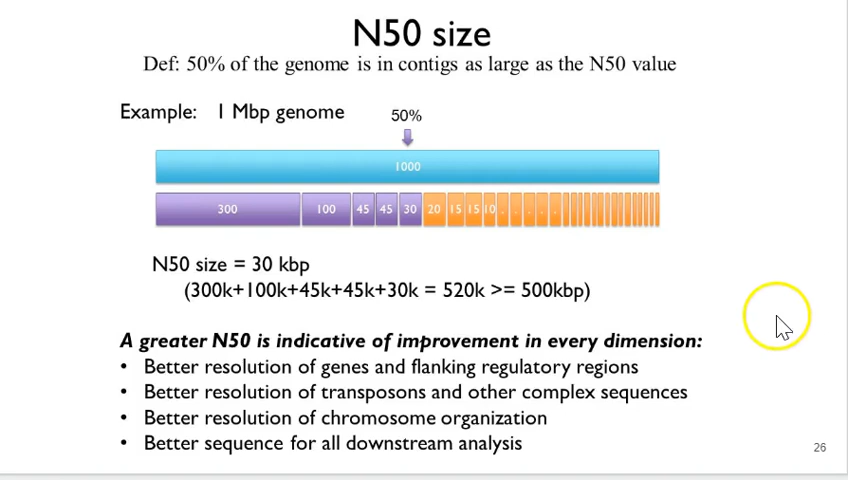 N50 size
Def: 50% of the genome is in contigs as large as the N50 value
Example: 1 Mbp genome
50%
1000
300 100 45 45 30 20 15 15 10 . . . . .
N50 size = 30 kbp
(300k+100k+45k+45k+30k = 520k >= 500kbp)
A greater N50 is indicative of improvement in every dimension:
• Better resolution of genes and flanking regulatory regions
• Better resolution of transposons and other complex sequences
• Better resolution of chromosome organization
• Better sequence for all downstream analysis
26